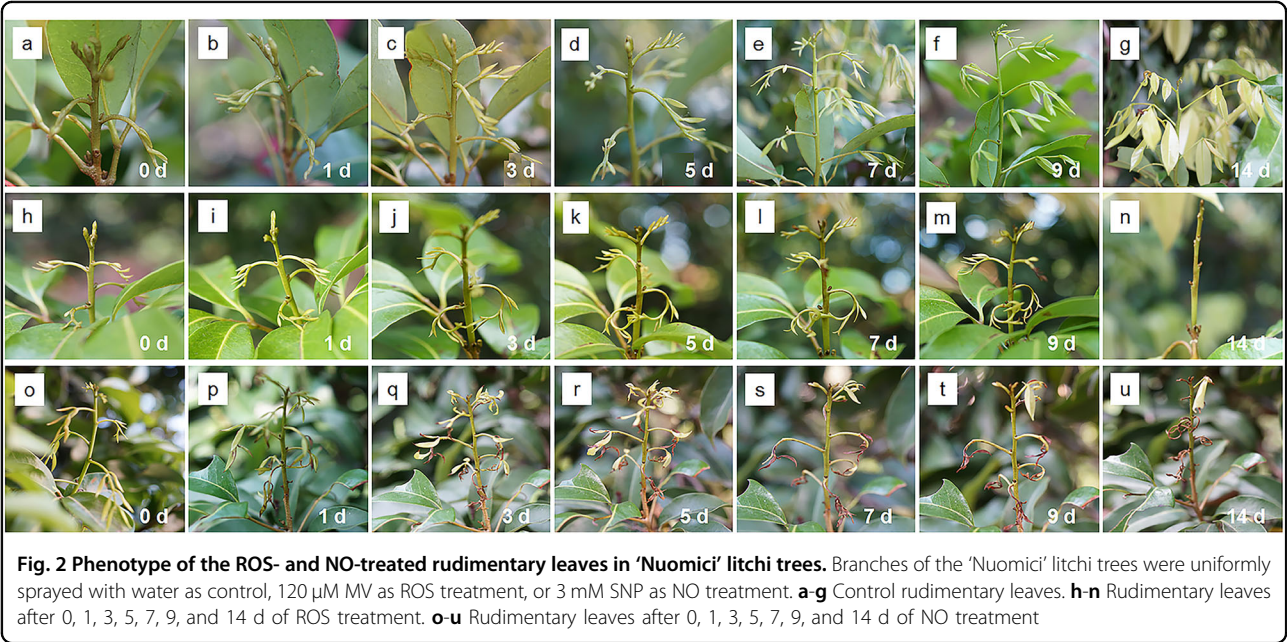 a b c d e f g
0 d 1 d 3 d 5 d 7 d 9 d 14 d
h i j k l m n
0 d 1 d 3 d 5 d 7 d 9 d 14 d
o p q r s t u
0 d 1 d 3 d 5 d 7 d 9 d 14 d
Fig. 2 Phenotype of the ROS- and NO-treated rudimentary leaves in ‘Nuomici’ litchi trees. Branches of the ‘Nuomici’ litchi trees were uniformly
sprayed with water as control, 120 µM MV as ROS treatment, or 3 mM SNP as NO treatment. a-g Control rudimentary leaves. h-n Rudimentary leaves
after 0, 1, 3, 5, 7, 9, and 14 d of ROS treatment. o-u Rudimentary leaves after 0, 1, 3, 5, 7, 9, and 14 d of NO treatment